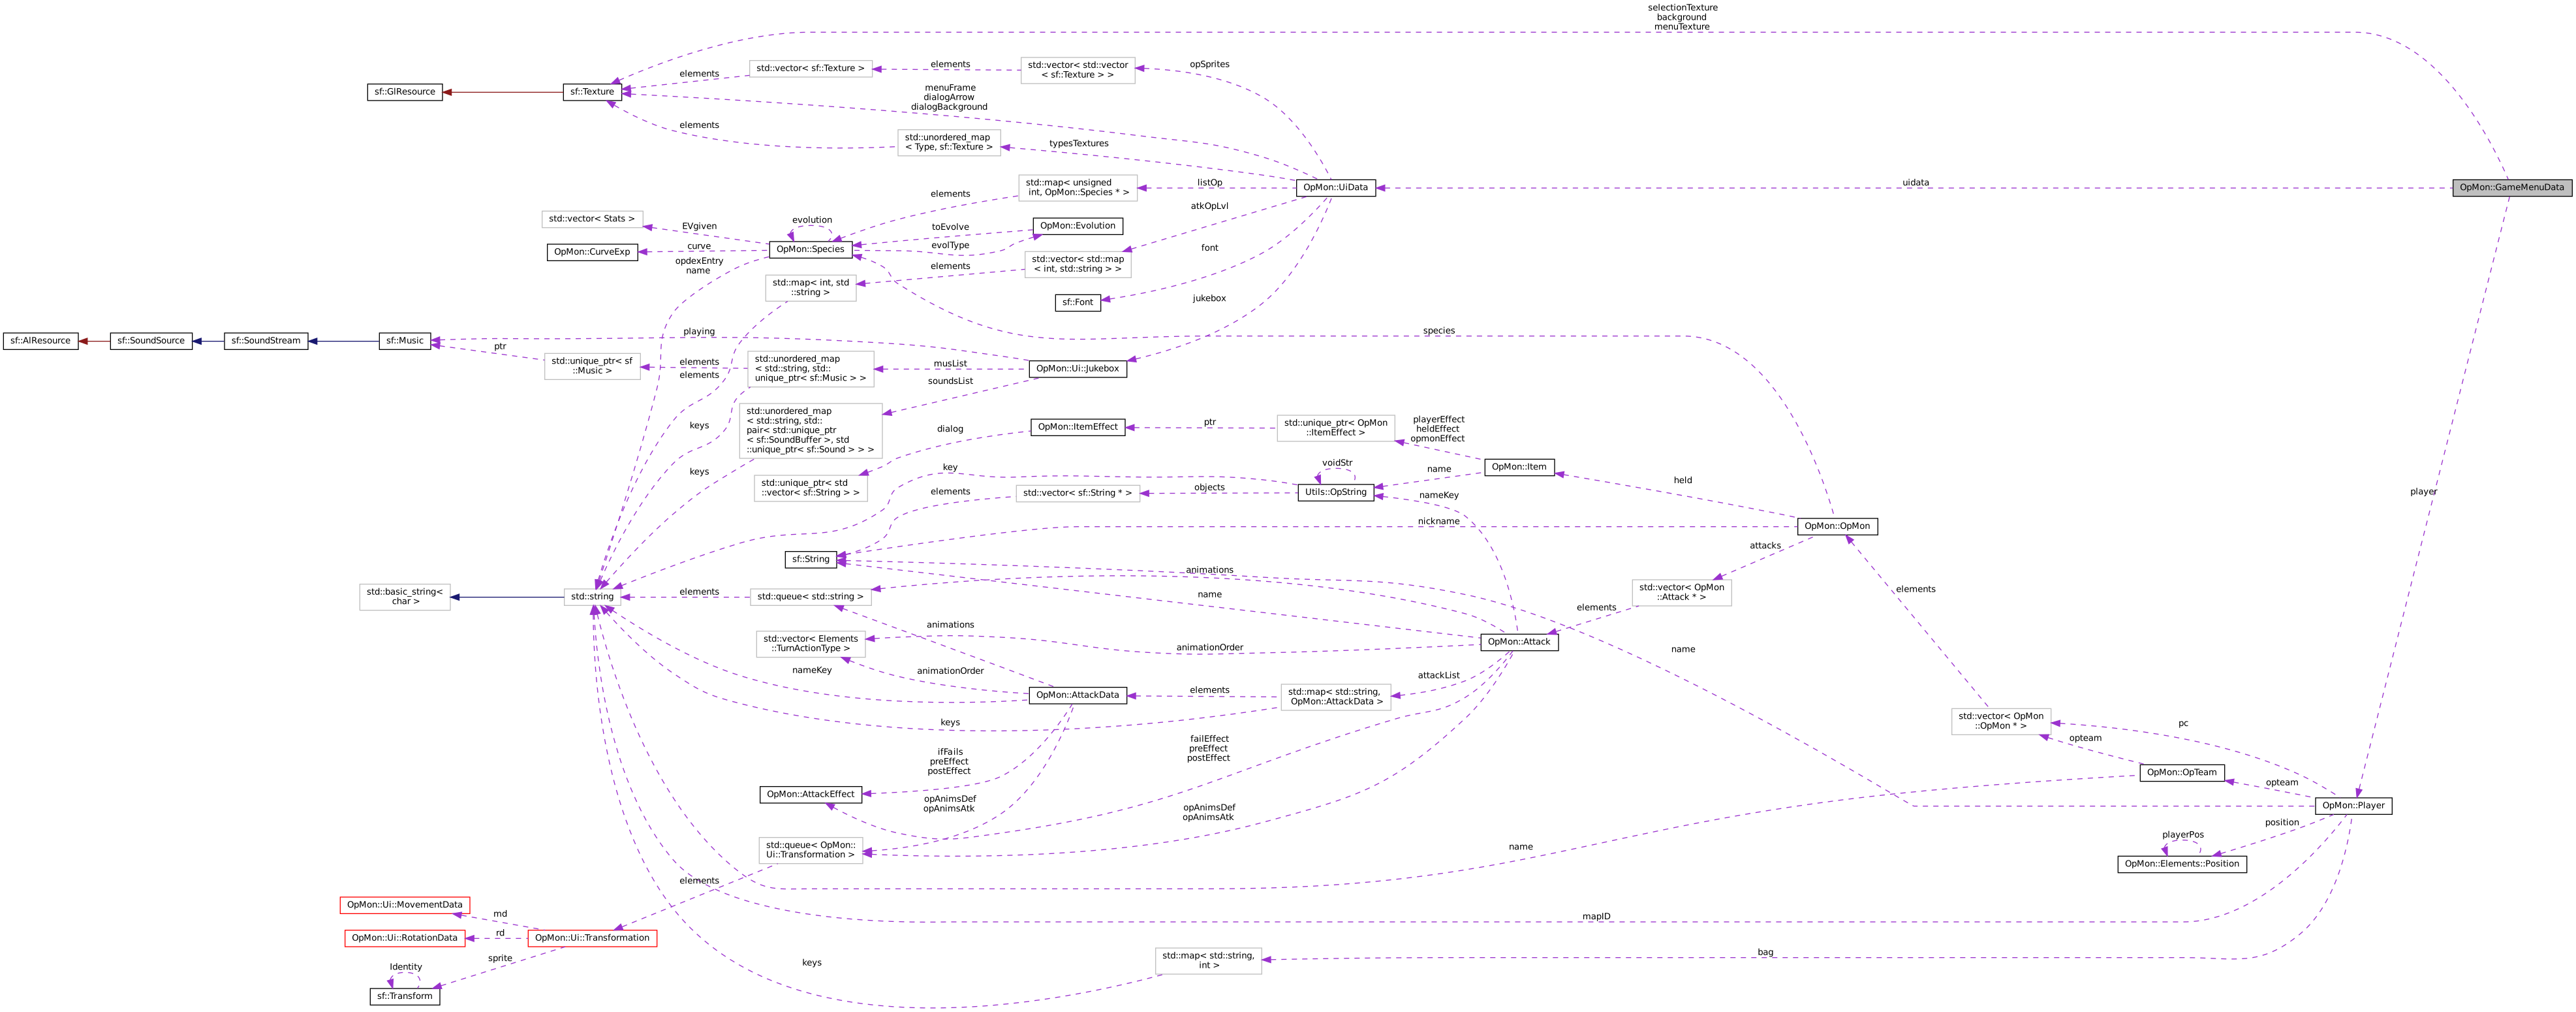 selectionTexture
background
menuTexture
std::vector< sf::Texture >
elements
elements
std::vector< std::vector
< sf::Texture > >
opSprites
sf::GlResource
sf::Texture
menuFrame
dialogArrow
dialogBackground
elements
std::unordered_map
< Type, sf::Texture >
typesTextures
std::map< unsigned
int, OpMon::Species * >
listOp
OpMon::UiData
uidata
OpMon::GameMenuData
elements
atkOpLvl
std::vector< Stats >
EVgiven
evolution
toEvolve
OpMon::Evolution
OpMon::CurveExp
curve
OpMon::Species
evolType
font
opdexEntry
name
elements
std::vector< std::map
< int, std::string > >
std::map< int, std
::string >
sf::Font
jukebox
species
sf::AlResource
sf::SoundSource
sf::SoundStream
sf::Music
playing
ptr
std::unique_ptr< sf
::Music >
elements
elements
std::unordered_map
< std::string, std::
unique_ptr< sf::Music > >
musList
OpMon::Ui::Jukebox
soundsList
keys
std::unordered_map
< std::string, std::
pair< std::unique_ptr
< sf::SoundBuffer >, std
::unique_ptr< sf::Sound > > >
dialog
OpMon::ItemEffect
ptr
std::unique_ptr< OpMon
::ItemEffect >
playerEffect
heldEffect
opmonEffect
keys
key
voidStr
name
OpMon::Item
held
std::unique_ptr< std
::vector< sf::String > >
elements
std::vector< sf::String * >
objects
Utils::OpString
nameKey
player
nickname
OpMon::OpMon
sf::String
attacks
animations
std::basic_string<
char >
std::string
elements
std::queue< std::string >
name
elements
std::vector< OpMon
::Attack * >
elements
animations
std::vector< Elements
::TurnActionType >
animationOrder
OpMon::Attack
name
nameKey
animationOrder
OpMon::AttackData
elements
std::map< std::string,
OpMon::AttackData >
attackList
keys
std::vector< OpMon
::OpMon * >
pc
opteam
ifFails
preEffect
postEffect
failEffect
preEffect
postEffect
OpMon::OpTeam
opteam
OpMon::AttackEffect
opAnimsDef
opAnimsAtk
opAnimsDef
opAnimsAtk
OpMon::Player
position
playerPos
std::queue< OpMon::
Ui::Transformation >
name
OpMon::Elements::Position
elements
OpMon::Ui::MovementData
md
mapID
OpMon::Ui::RotationData
rd
OpMon::Ui::Transformation
sprite
Identity
sf::Transform
keys
std::map< std::string,
int >
bag